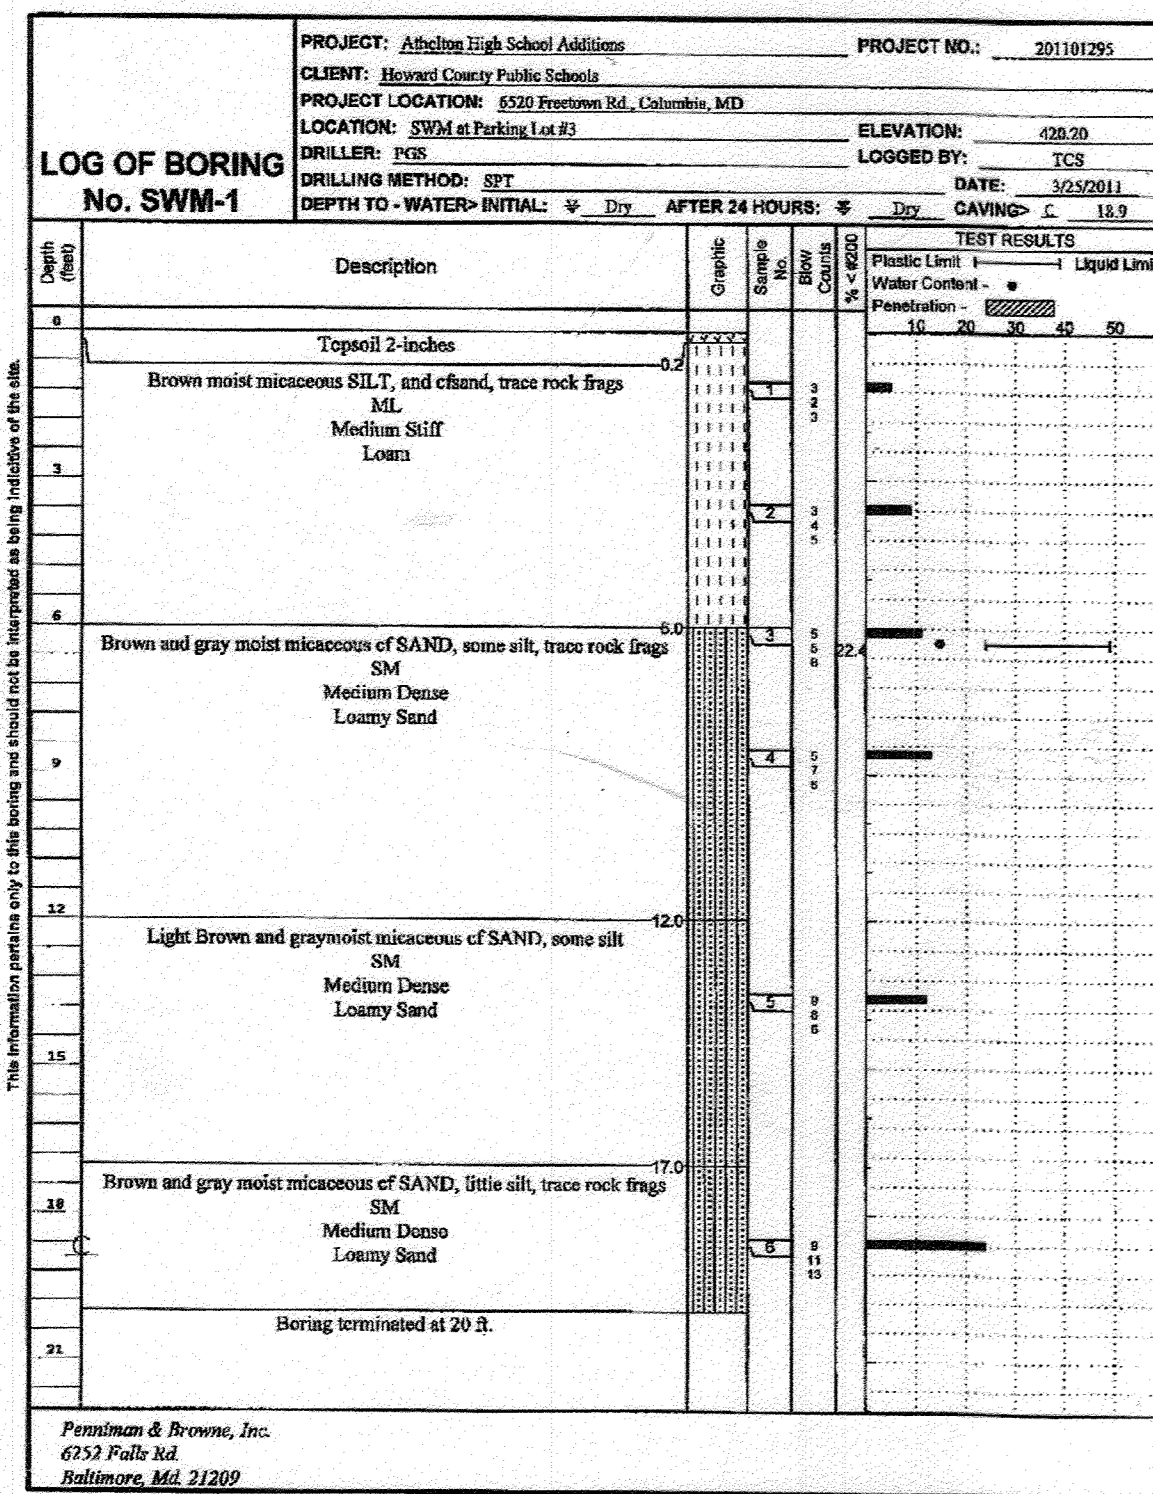 LOG OF BORING
No. SWM-1
PROJECT: Athelton High School Additions PROJECT NO.: 201101295
CLIENT: Howard County Public Schools
PROJECT LOCATION: 6520 Freetown Rd., Columbia, MD
LOCATION: SWM at Parking Lot #3 ELEVATION: 420.20
DRILLER: PGS LOGGED BY: TCS
DRILLING METHOD: SPT DATE: 3/25/2011
DEPTH TO - WATER> INITIAL: Dry AFTER 24 HOURS: Dry CAVING> C 18.9
Depth (feet) Description Graphic Sample No. Blow Counts % < #200 TEST RESULTS
Plastic Limit Liquid Limi
Water Content -
Penetration -
10 20 30 40 50
0
Topsoil 2-inches
0.2
Brown moist micaceous SILT, and cfsand, trace rock frags
ML
Medium Stiff
Loam
1 3
2
3
3
2 3
4
5
6
6.0
Brown and gray moist micaceous cf SAND, some silt, trace rock frags
SM
Medium Dense
Loamy Sand
3 5
22.4
9
4 5
7
12
12.0
Light Brown and graymoist micaceous cf SAND, some silt
SM
Medium Dense
Loamy Sand
5 9
15
17.0
Brown and gray moist micaceous cf SAND, little silt, trace rock frags
SM
Medium Dense
Loamy Sand
18
C
6 9
11
13
Boring terminated at 20 ft.
21
This information pertains only to this boring and should not be interpreted as being indicitive of the site.
Penniman & Browne, Inc.
6252 Falls Rd.
Baltimore, Md. 21209